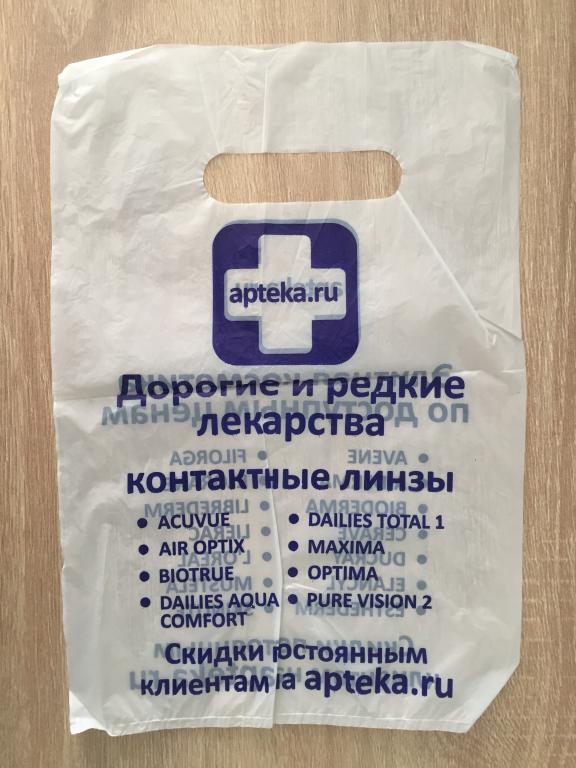 apteka.ru
Дорогие и редкие
лекарства
контактные линзы
• ACUVUE
• AIR OPTIX
• BIOTRUE
• DAILIES AQUA
COMFORT
• DAILIES TOTAL 1
• MAXIMA
• OPTIMA
• PURE VISION 2
Скидки постоянным
клиентам на apteka.ru